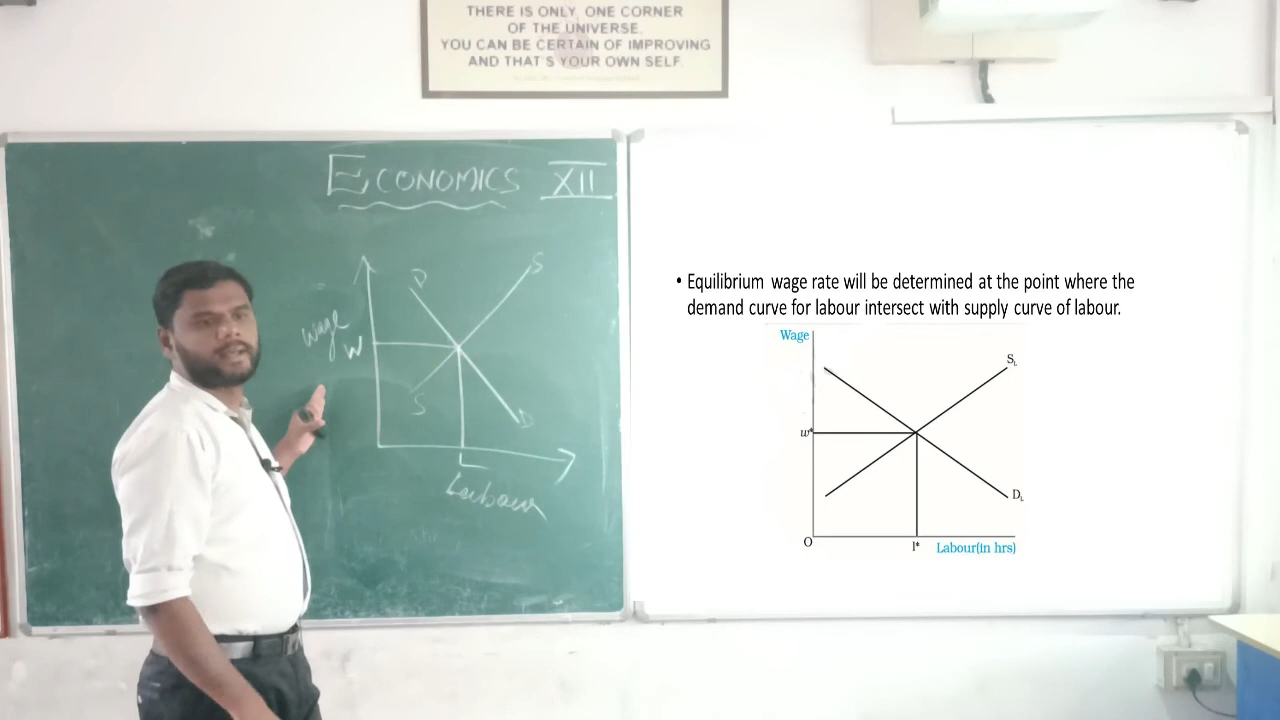 THERE IS ONLY, ONE CORNER
OF THE UNIVERSE.
YOU CAN BE CERTAIN OF IMPROVING
AND THAT'S YOUR OWN SELF.
ECONOMICS XII
D
S
wage
W
S
D
L
Labour
• Equilibrium wage rate will be determined at the point where the
demand curve for labour intersect with supply curve of labour.
Wage
SL
w*
DL
O
l*
Labour(in hrs)